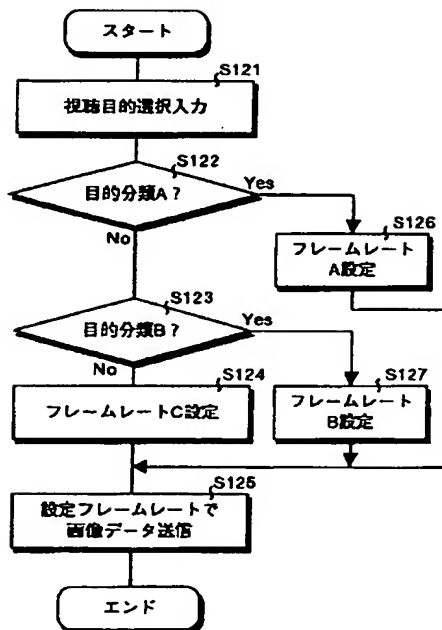 スタート
S121
視聴目的選択入力
S122
目的分類A?
Yes
No
S126
フレームレート
A設定
S123
目的分類B?
Yes
No
S124
フレームレートC設定
S127
フレームレート
B設定
S125
設定フレームレートで
画像データ送信
エンド